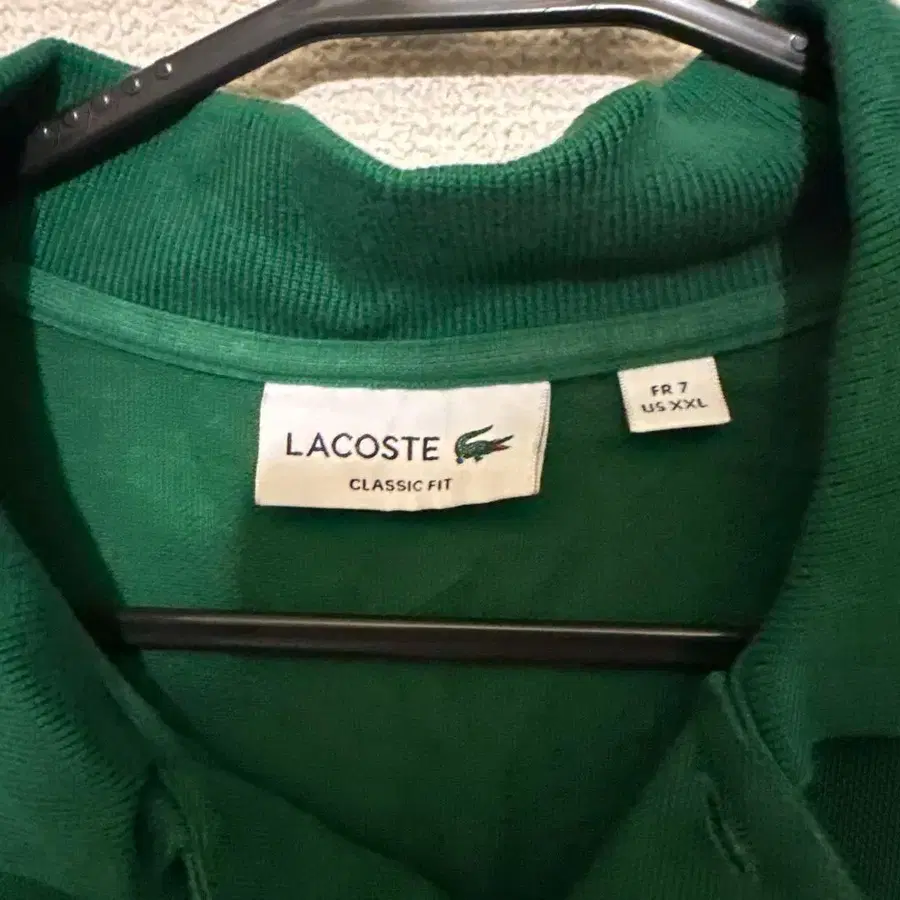 LACOSTE
CLASSIC FIT
FR 7
US XXL